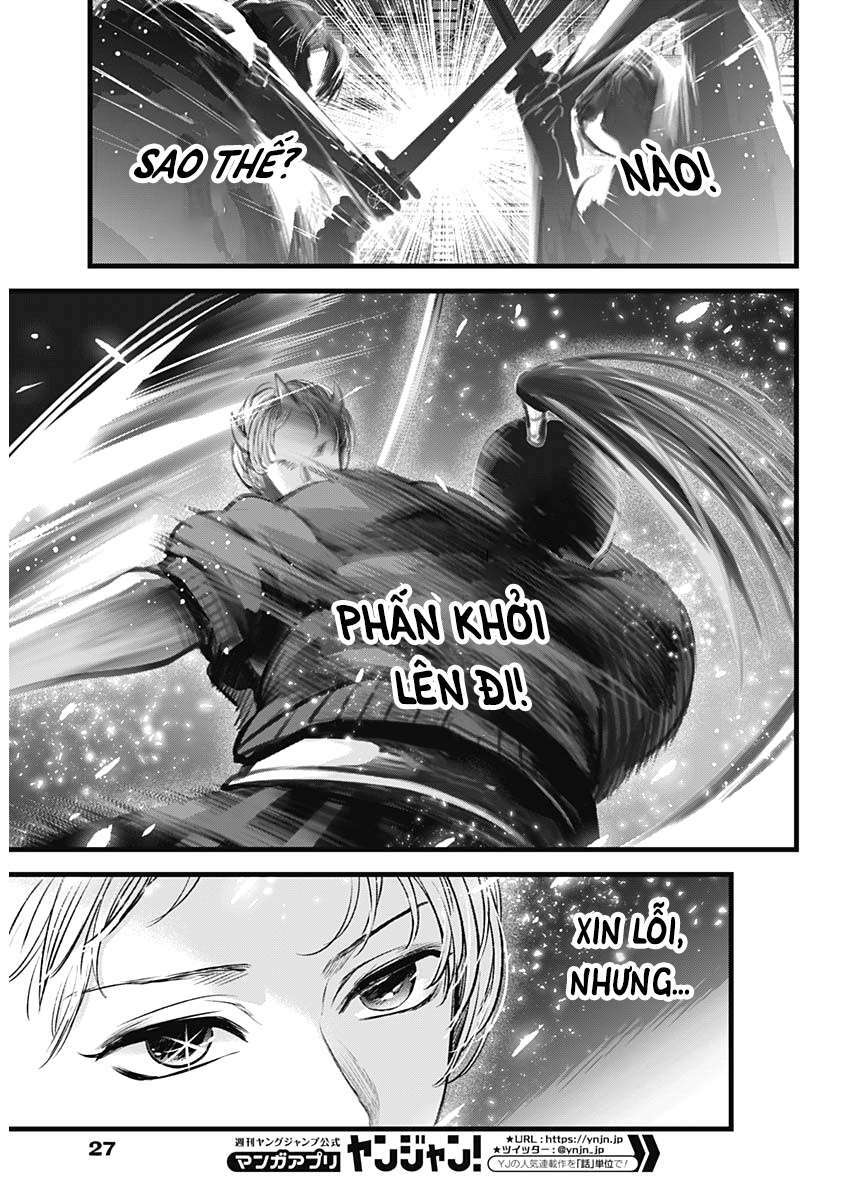 NÀO!
SAO THẾ?
PHẤN KHỞI
LÊN ĐI!
XIN LỖI,
NHƯNG...
27
週刊ヤングジャンプ公式
マンガアプリ
ヤンジャン!
★URL : https://ynjn.jp
★ツイッター : @ynjn_jp
YJの人気連載作を「話」単位で!